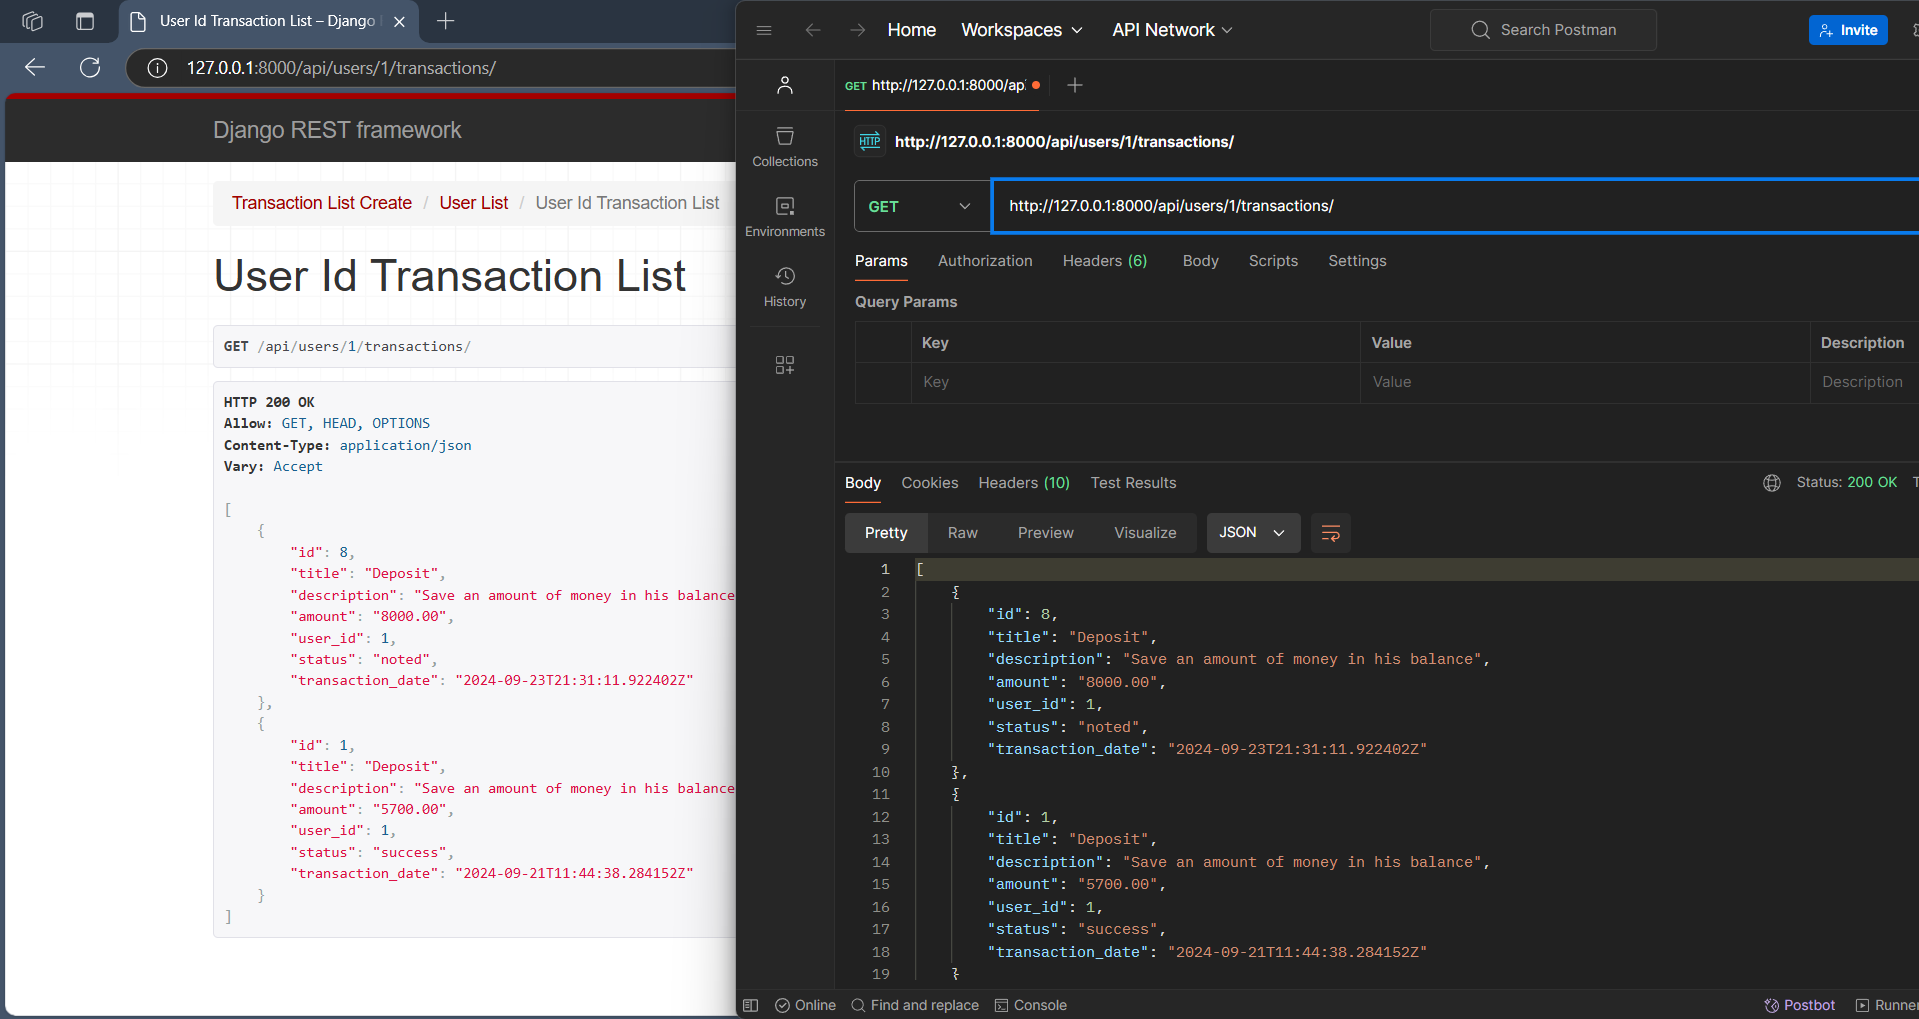 User Id Transaction List – Django
127.0.0.1:8000/api/users/1/transactions/
Django REST framework
Transaction List Create / User List / User Id Transaction List
User Id Transaction List
GET /api/users/1/transactions/
HTTP 200 OK
Allow: GET, HEAD, OPTIONS
Content-Type: application/json
Vary: Accept
[
{
"id": 8,
"title": "Deposit",
"description": "Save an amount of money in his balance
"amount": "8000.00",
"user_id": 1,
"status": "noted",
"transaction_date": "2024-09-23T21:31:11.922402Z"
},
{
"id": 1,
"title": "Deposit",
"description": "Save an amount of money in his balance
"amount": "5700.00",
"user_id": 1,
"status": "success",
"transaction_date": "2024-09-21T11:44:38.284152Z"
}
]
Home Workspaces API Network Search Postman Invite
GET http://127.0.0.1:8000/ap
Collections
Environments
History
HTTP http://127.0.0.1:8000/api/users/1/transactions/
GET http://127.0.0.1:8000/api/users/1/transactions/
Params Authorization Headers (6) Body Scripts Settings
Query Params
Key Value Description
Key Value Description
Body Cookies Headers (10) Test Results Status: 200 OK
Pretty Raw Preview Visualize JSON
1 [
2 {
3 "id": 8,
4 "title": "Deposit",
5 "description": "Save an amount of money in his balance",
6 "amount": "8000.00",
7 "user_id": 1,
8 "status": "noted",
9 "transaction_date": "2024-09-23T21:31:11.922402Z"
10 },
11 {
12 "id": 1,
13 "title": "Deposit",
14 "description": "Save an amount of money in his balance",
15 "amount": "5700.00",
16 "user_id": 1,
17 "status": "success",
18 "transaction_date": "2024-09-21T11:44:38.284152Z"
19 }
Online Find and replace Console Postbot Runner